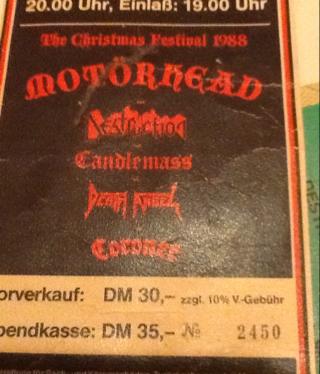 20.00 Uhr, Einlaß: 19.00 Uhr
The Christmas Festival 1988
MOTÖRHEAD
Destruction
Candlemass
DEATH ANGEL
Coroner
orverkauf: DM 30,– zzgl. 10% V.-Gebühr
bendkasse: DM 35,– № 2450